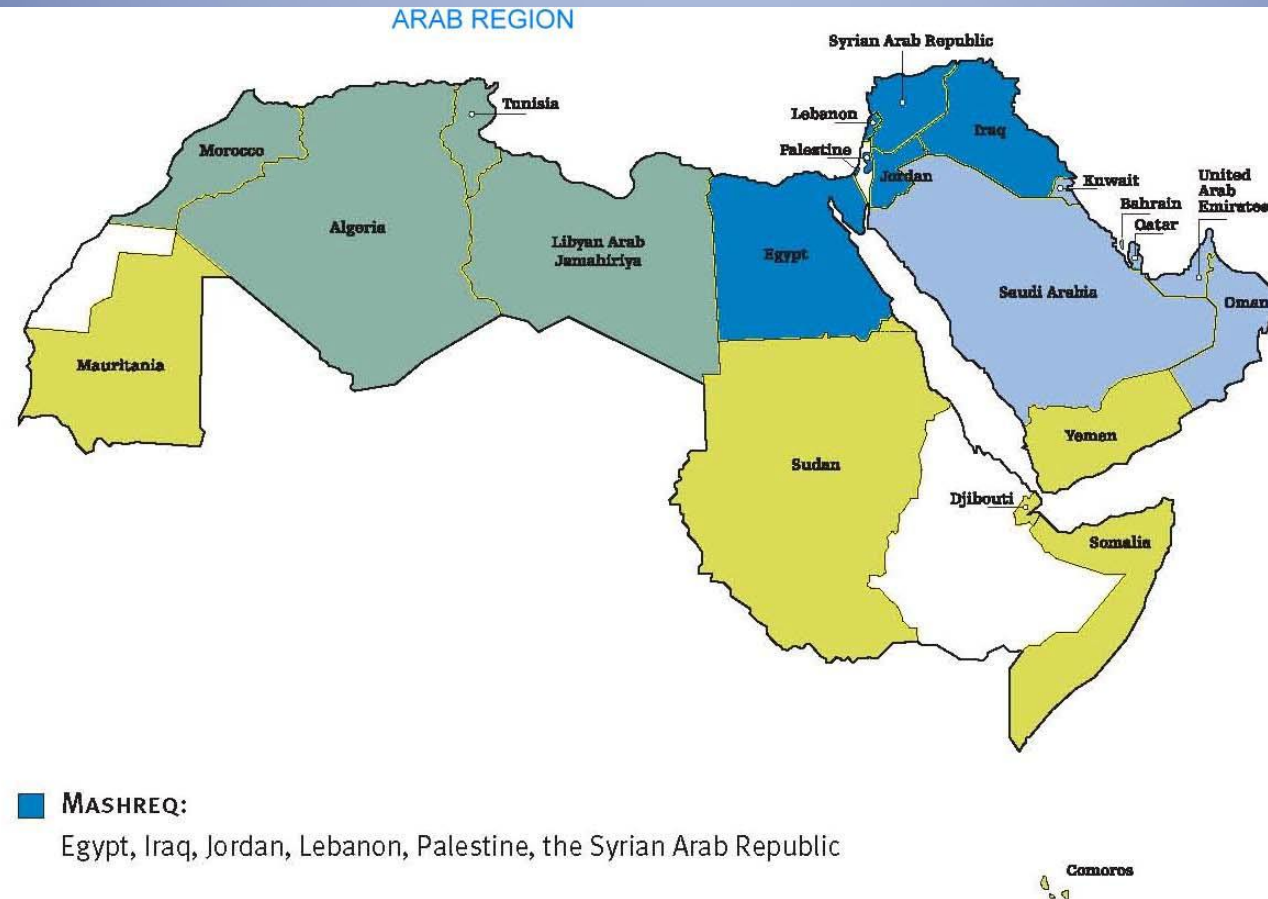 ARAB REGION
Syrian Arab Republic
Tunisia
Lebanon
Iraq
Morocco
Palestine
Jordan
Kuwait
United
Arab
Emirates
Bahrain
Qatar
Algeria
Libyan Arab
Jamahiriya
Egypt
Saudi Arabia
Oman
Mauritania
Yemen
Sudan
Djibouti
Somalia
MASHREQ:
Egypt, Iraq, Jordan, Lebanon, Palestine, the Syrian Arab Republic
Comoros